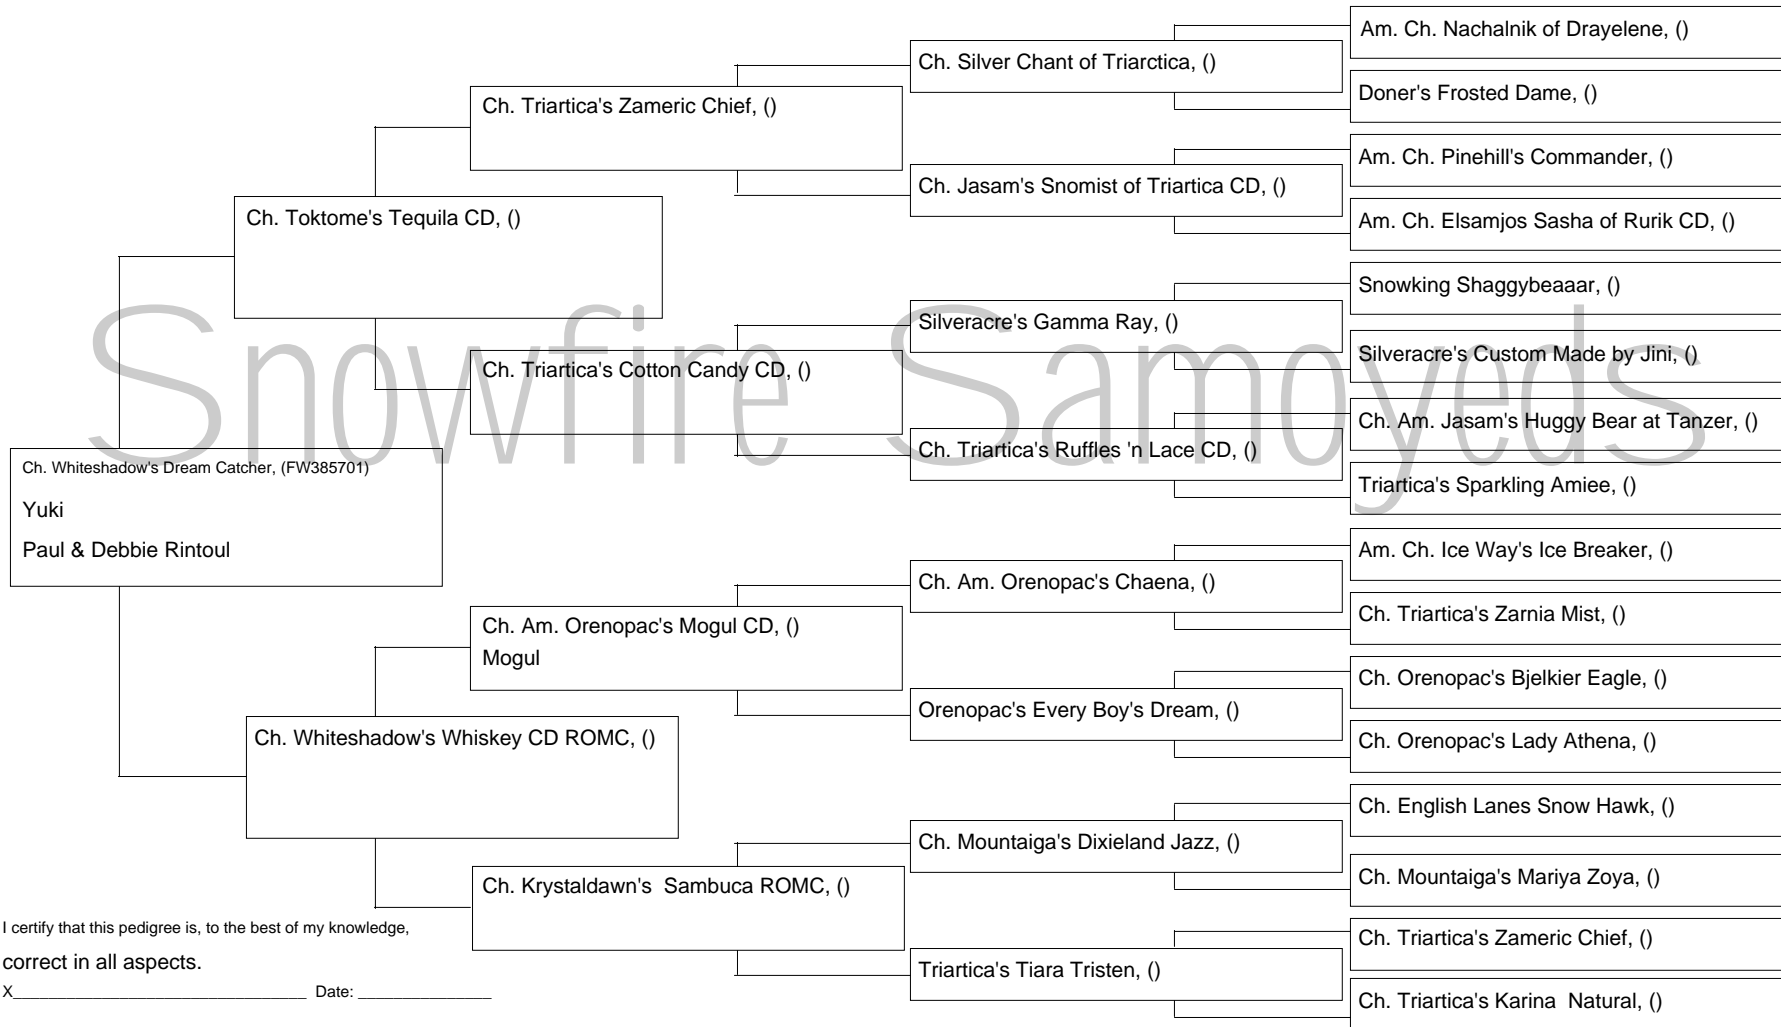 Am. Ch. Nachalnik of Drayelene, ()
Ch. Silver Chant of Triarctica, ()
Doner's Frosted Dame, ()
Ch. Triartica's Zameric Chief, ()
Am. Ch. Pinehill's Commander, ()
Ch. Jasam's Snomist of Triartica CD, ()
Am. Ch. Elsamjos Sasha of Rurik CD, ()
Ch. Toktome's Tequila CD, ()
Snowking Shaggybeaaar, ()
Silveracre's Gamma Ray, ()
Silveracre's Custom Made by Jini, ()
Ch. Triartica's Cotton Candy CD, ()
Snowfire Samoyeds
Ch. Am. Jasam's Huggy Bear at Tanzer, ()
Ch. Triartica's Ruffles 'n Lace CD, ()
Triartica's Sparkling Amiee, ()
Ch. Whiteshadow's Dream Catcher, (FW385701)
Yuki
Paul & Debbie Rintoul
Am. Ch. Ice Way's Ice Breaker, ()
Ch. Am. Orenopac's Chaena, ()
Ch. Triartica's Zarnia Mist, ()
Ch. Am. Orenopac's Mogul CD, ()
Mogul
Ch. Orenopac's Bjelkier Eagle, ()
Orenopac's Every Boy's Dream, ()
Ch. Orenopac's Lady Athena, ()
Ch. Whiteshadow's Whiskey CD ROMC, ()
Ch. English Lanes Snow Hawk, ()
Ch. Mountaiga's Dixieland Jazz, ()
Ch. Mountaiga's Mariya Zoya, ()
Ch. Krystaldawn's  Sambuca ROMC, ()
Ch. Triartica's Zameric Chief, ()
Triartica's Tiara Tristen, ()
Ch. Triartica's Karina  Natural, ()
I certify that this pedigree is, to the best of my knowledge,
correct in all aspects.
X_________________________________ Date: _______________